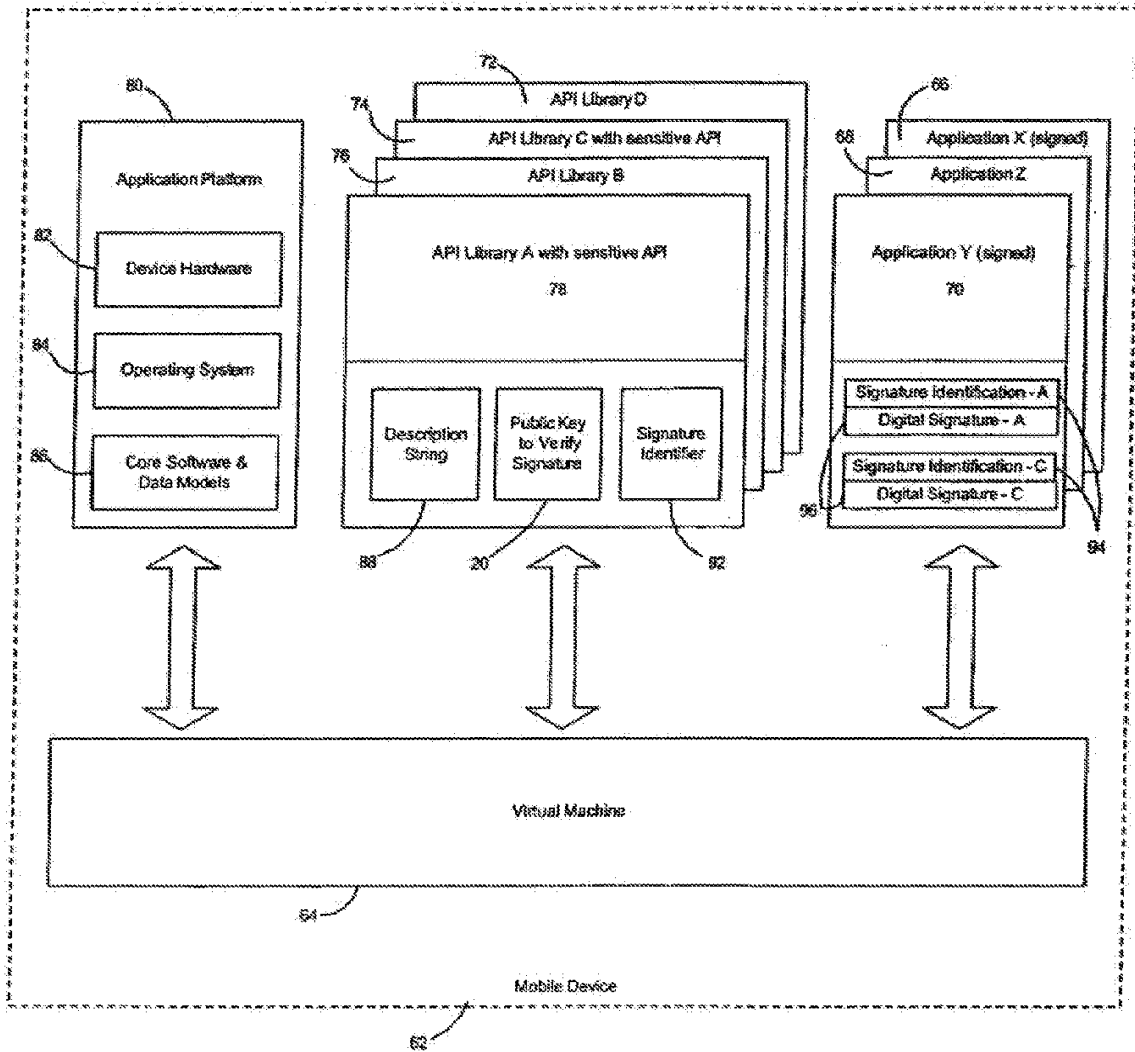 80
Application Platform
82
Device Hardware
84
Operating System
86
Core Software &
Data Models
72
API Library D
74
API Library C with sensitive API
76
API Library B
API Library A with sensitive API
78
Description
String
Public Key
to Verify
Signature
Signature
Identifier
88
20
92
66
Application X (signed)
68
Application Z
Application Y (signed)
70
Signature Identification - A
Digital Signature - A
Signature Identification - C
Digital Signature - C
96
94
Virtual Machine
64
Mobile Device
62